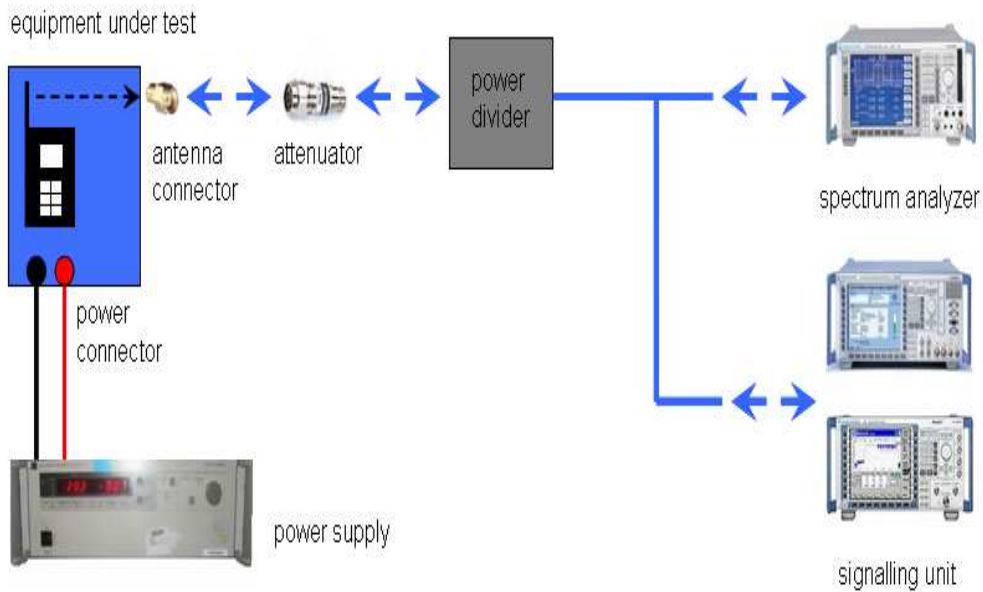 equipment under test
power
divider
antenna
connector
attenuator
spectrum analyzer
power
connector
power supply
signalling unit